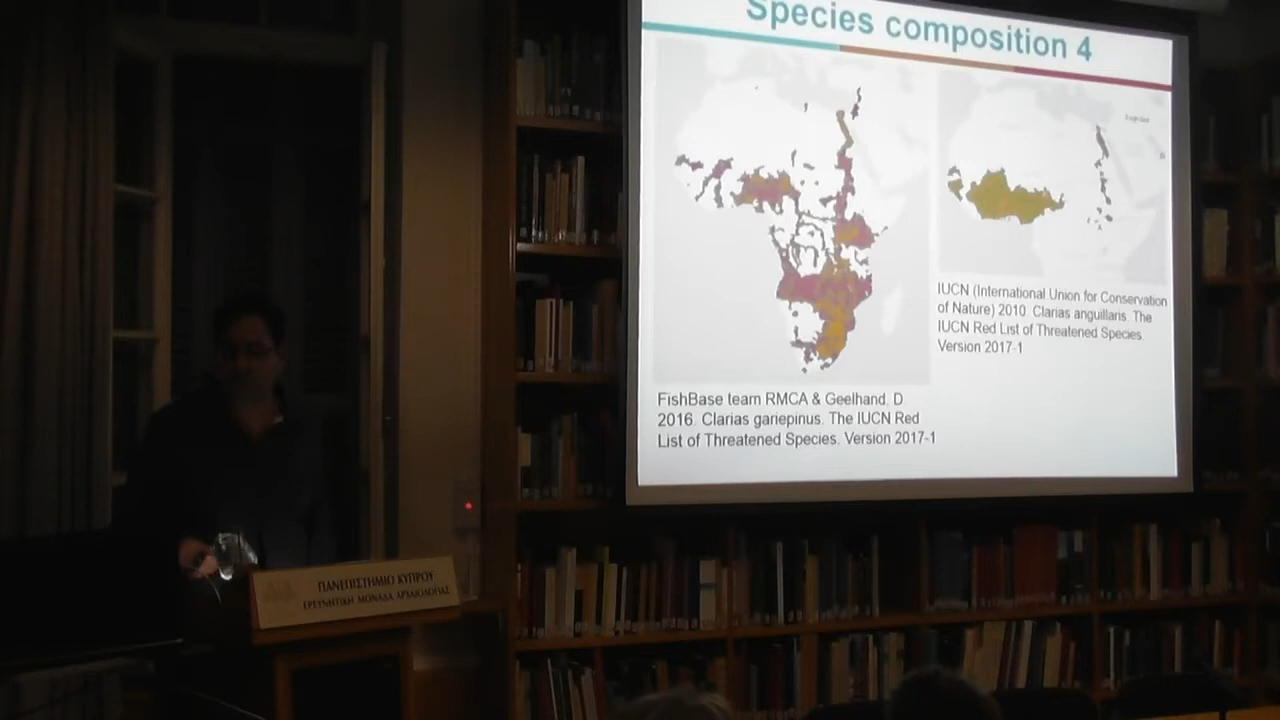 Species composition 4
IUCN (International Union for Conservation
of Nature) 2010. Clarias anguillaris. The
IUCN Red List of Threatened Species.
Version 2017-1
FishBase team RMCA & Geelhand, D.
2016. Clarias gariepinus. The IUCN Red
List of Threatened Species. Version 2017-1
ΠΑΝΕΠΙΣΤΗΜΙΟ ΚΥΠΡΟΥ
ΕΡΕΥΝΗΤΙΚΗ ΜΟΝΑΔΑ ΑΡΧΑΙΟΛΟΓΙΑΣ